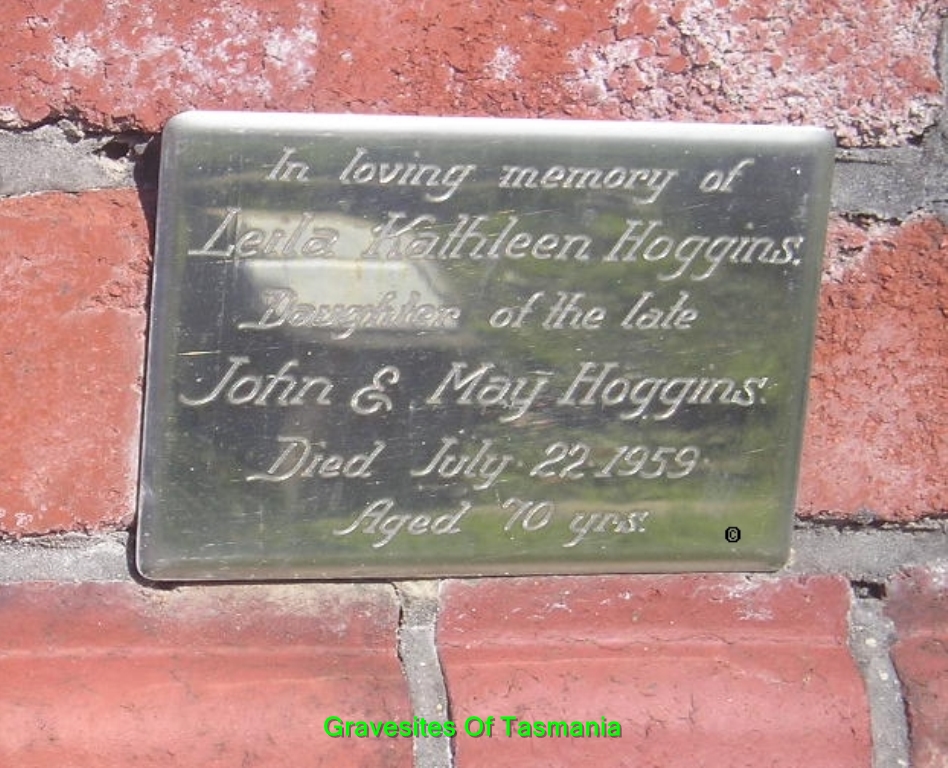 In loving memory of
Leila Kathleen Hoggins.
Daughter of the late
John & May Hoggins.
Died July 22·1959·
Aged 70 yrs.
©
Gravesites Of Tasmania